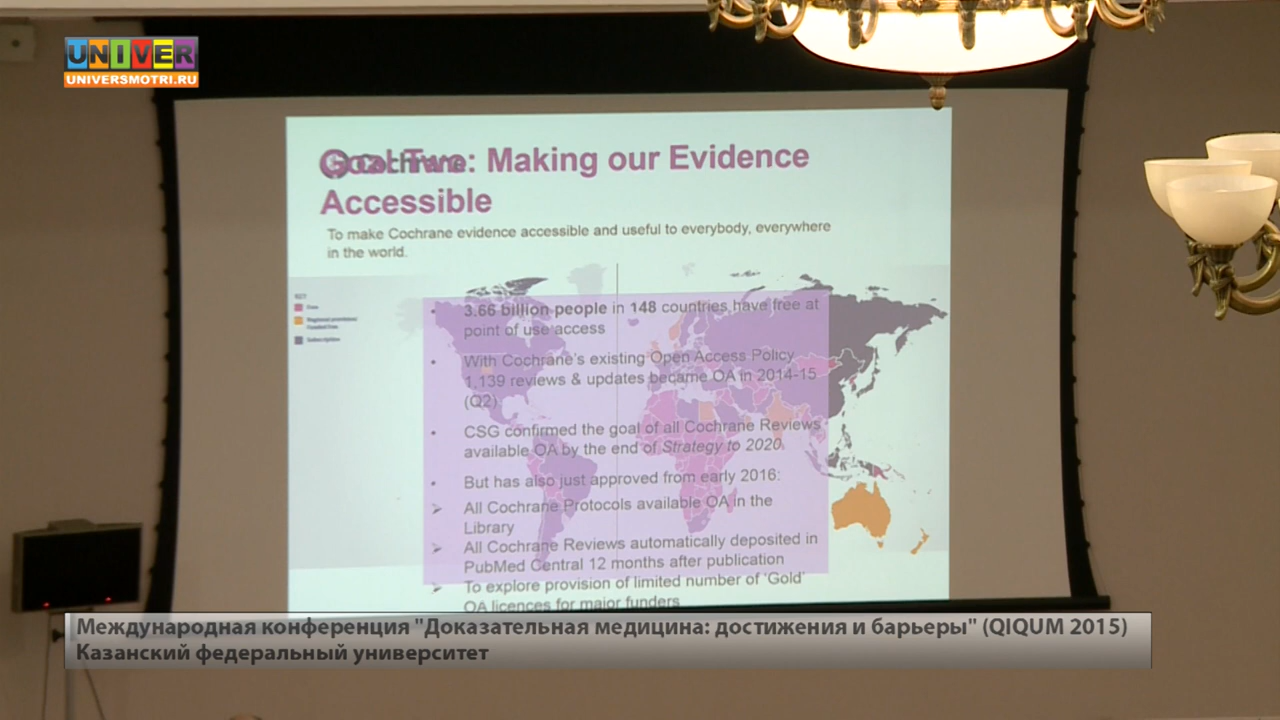 UNIVER
UNIVERSMOTRI.RU
Goal Two: Making our Evidence
Accessible
To make Cochrane evidence accessible and useful to everybody, everywhere
in the world.
Free
Subscription
• 3.66 billion people in 148 countries have free at
point of use access
• With Cochrane's existing Open Access Policy
1,139 reviews & updates became OA in 2014-15
(Q2)
• CSG confirmed the goal of all Cochrane Reviews
available OA by the end of Strategy to 2020.
• But has also just approved from early 2016:
➢ All Cochrane Protocols available OA in the
Library
➢ All Cochrane Reviews automatically deposited in
PubMed Central 12 months after publication
➢ To explore provision of limited number of 'Gold'
OA licences for major funders
Международная конференция "Доказательная медицина: достижения и барьеры" (QIQUM 2015)
Казанский федеральный университет